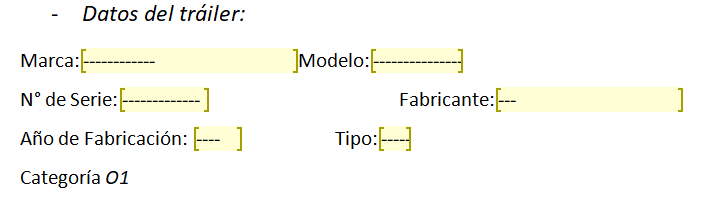 - Datos del tráiler:
Marca:[------------ ]Modelo:[---------------]
N° de Serie:[------------- ] Fabricante:[--- ]
Año de Fabricación: [---- ] Tipo:[-----]
Categoría O1